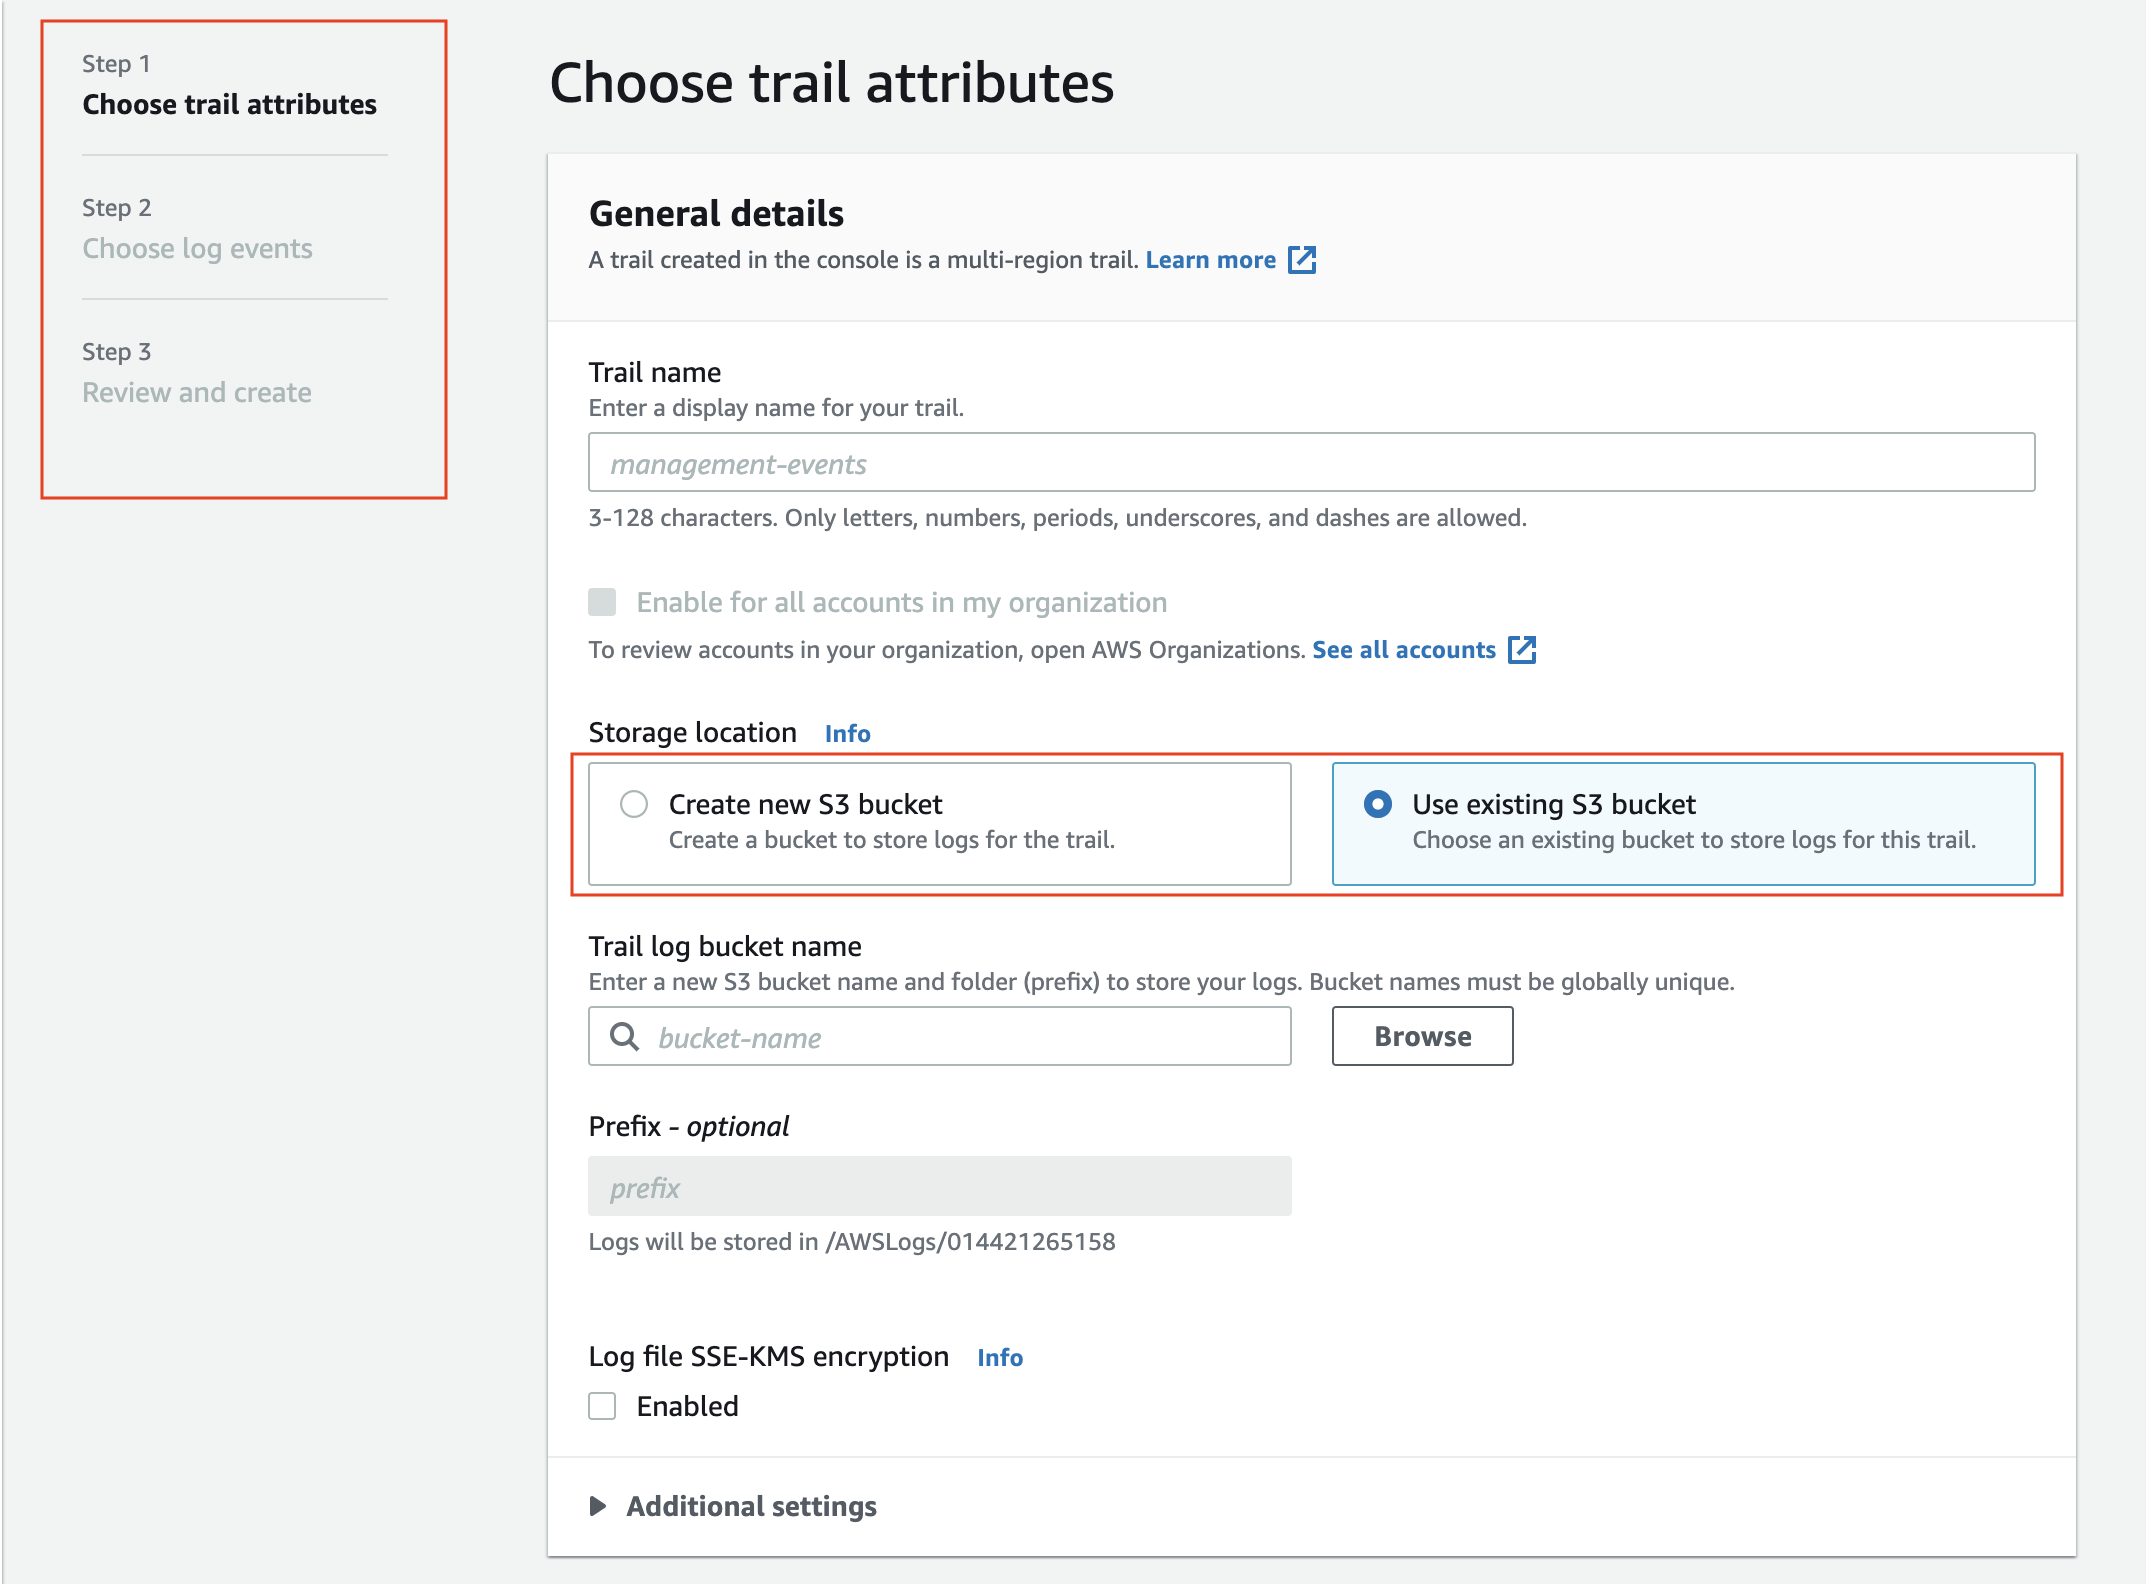 Step 1
Choose trail attributes
Step 2
Choose log events
Step 3
Review and create
Choose trail attributes
General details
A trail created in the console is a multi-region trail. Learn more
Trail name
Enter a display name for your trail.
management-events
3-128 characters. Only letters, numbers, periods, underscores, and dashes are allowed.
Enable for all accounts in my organization
To review accounts in your organization, open AWS Organizations. See all accounts
Storage location Info
Create new S3 bucket
Create a bucket to store logs for the trail.
Use existing S3 bucket
Choose an existing bucket to store logs for this trail.
Trail log bucket name
Enter a new S3 bucket name and folder (prefix) to store your logs. Bucket names must be globally unique.
bucket-name
Browse
Prefix - optional
prefix
Logs will be stored in /AWSLogs/014421265158
Log file SSE-KMS encryption Info
Enabled
Additional settings